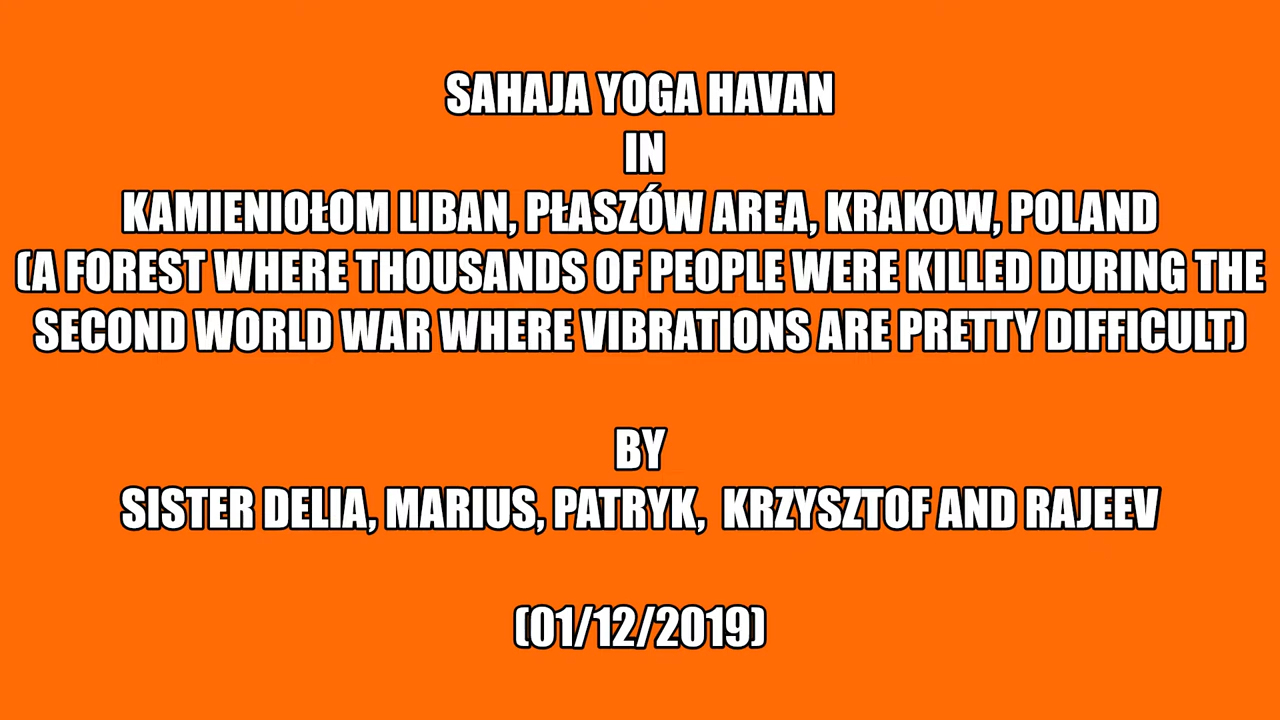 SAHAJA YOGA HAVAN
IN
KAMIENIOłOM LIBAN, PłASZÓW AREA, KRAKOW, POLAND
(A FOREST WHERE THOUSANDS OF PEOPLE WERE KILLED DURING THE
SECOND WORLD WAR WHERE VIBRATIONS ARE PRETTY DIFFICULT)
BY
SISTER DELIA, MARIUS, PATRYK, KRZYSZTOF AND RAJEEV
(01/12/2019)